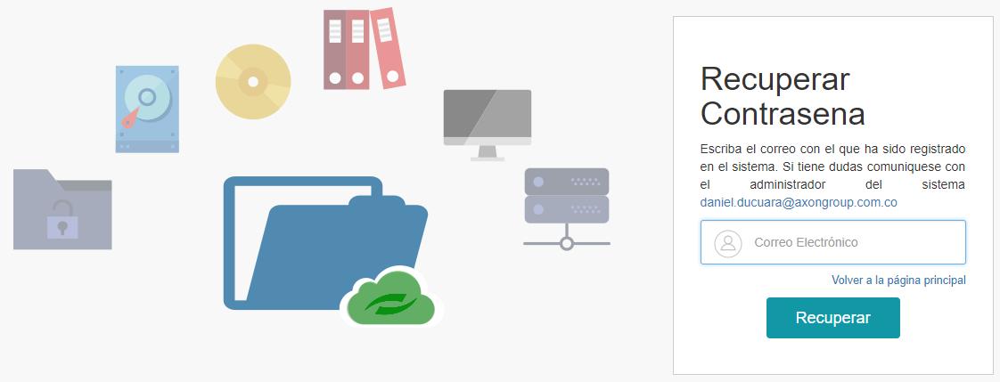 Recuperar
Contrasena
Escriba el correo con el que ha sido registrado
en el sistema. Si tiene dudas comuniquese con
el administrador del sistema
daniel.ducuara@axongroup.com.co
Correo Electrónico
Volver a la página principal
Recuperar